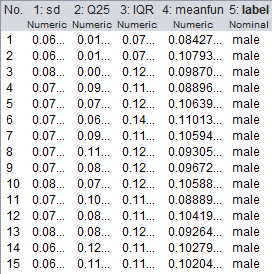 No. 1: sd 2: Q25 3: IQR 4: meanfun 5: label
Numeric Numeric Numeric Numeric Nominal
1 0.06... 0.01... 0.07... 0.08427... male
2 0.06... 0.01... 0.07... 0.10793... male
3 0.08... 0.00... 0.12... 0.09870... male
4 0.07... 0.09... 0.11... 0.08896... male
5 0.07... 0.07... 0.12... 0.10639... male
6 0.07... 0.06... 0.14... 0.11013... male
7 0.07... 0.09... 0.11... 0.10594... male
8 0.07... 0.11... 0.12... 0.09305... male
9 0.07... 0.08... 0.12... 0.09672... male
10 0.08... 0.07... 0.12... 0.10588... male
11 0.07... 0.10... 0.11... 0.08889... male
12 0.07... 0.08... 0.11... 0.10419... male
13 0.08... 0.08... 0.12... 0.09264... male
14 0.06... 0.12... 0.11... 0.10279... male
15 0.06... 0.11... 0.11... 0.10204... male